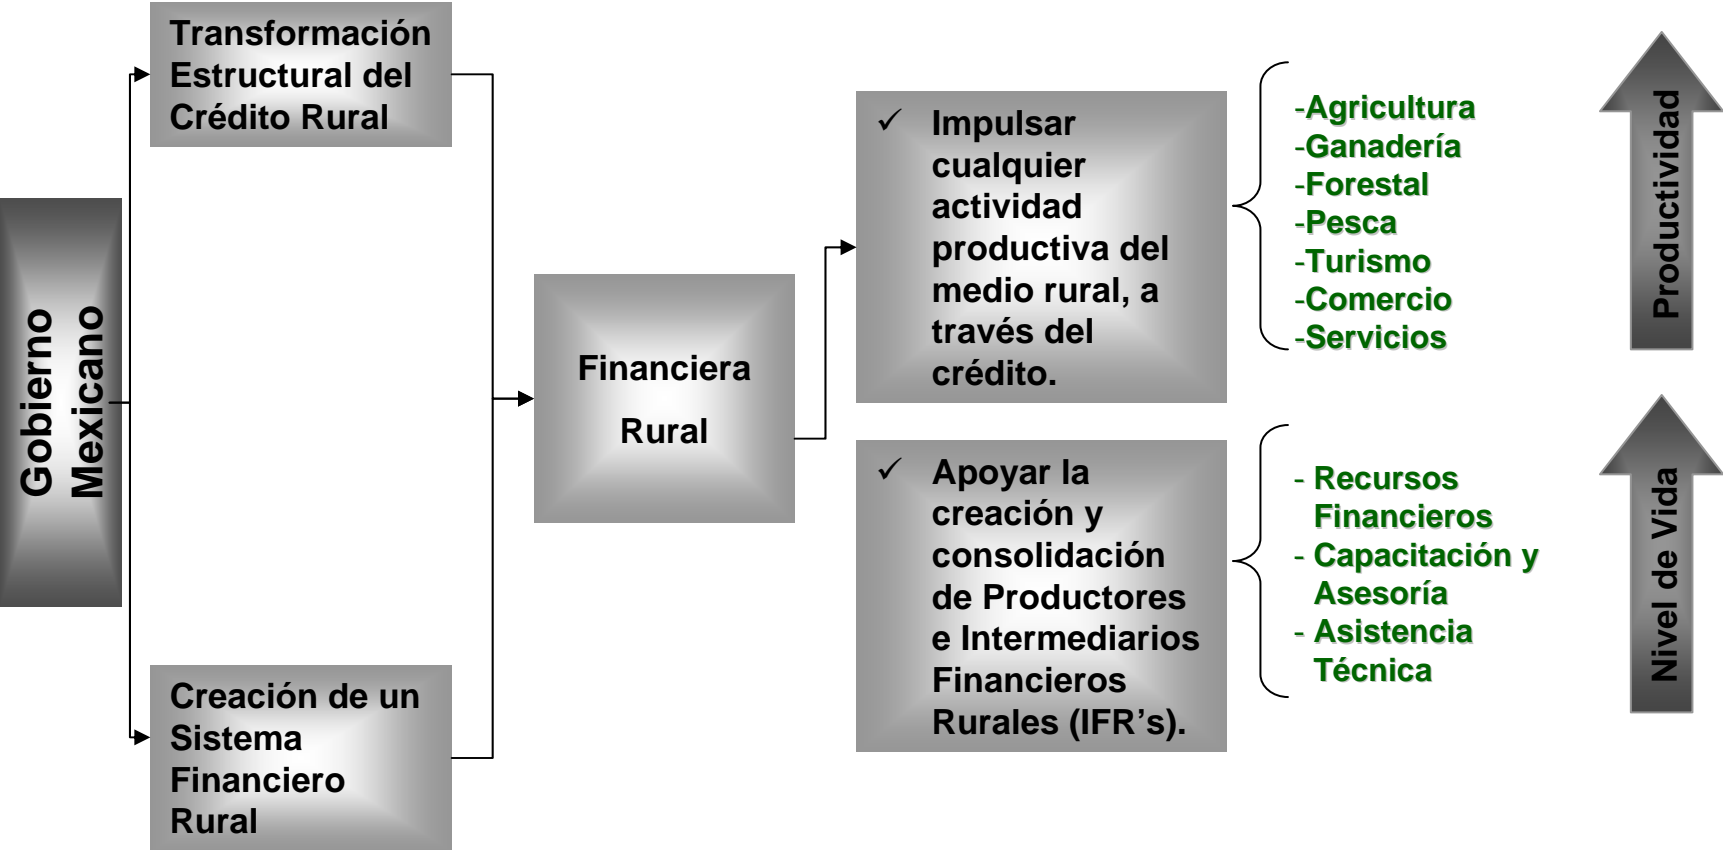 Gobierno
Mexicano
Transformación
Estructural del
Crédito Rural
Creación de un
Sistema
Financiero
Rural
Financiera
Rural
✓ Impulsar
cualquier
actividad
productiva del
medio rural, a
través del
crédito.
-Agricultura
-Ganadería
-Forestal
-Pesca
-Turismo
-Comercio
-Servicios
Productividad
✓ Apoyar la
creación y
consolidación
de Productores
e Intermediarios
Financieros
Rurales (IFR’s).
- Recursos
Financieros
- Capacitación y
Asesoría
- Asistencia
Técnica
Nivel de Vida